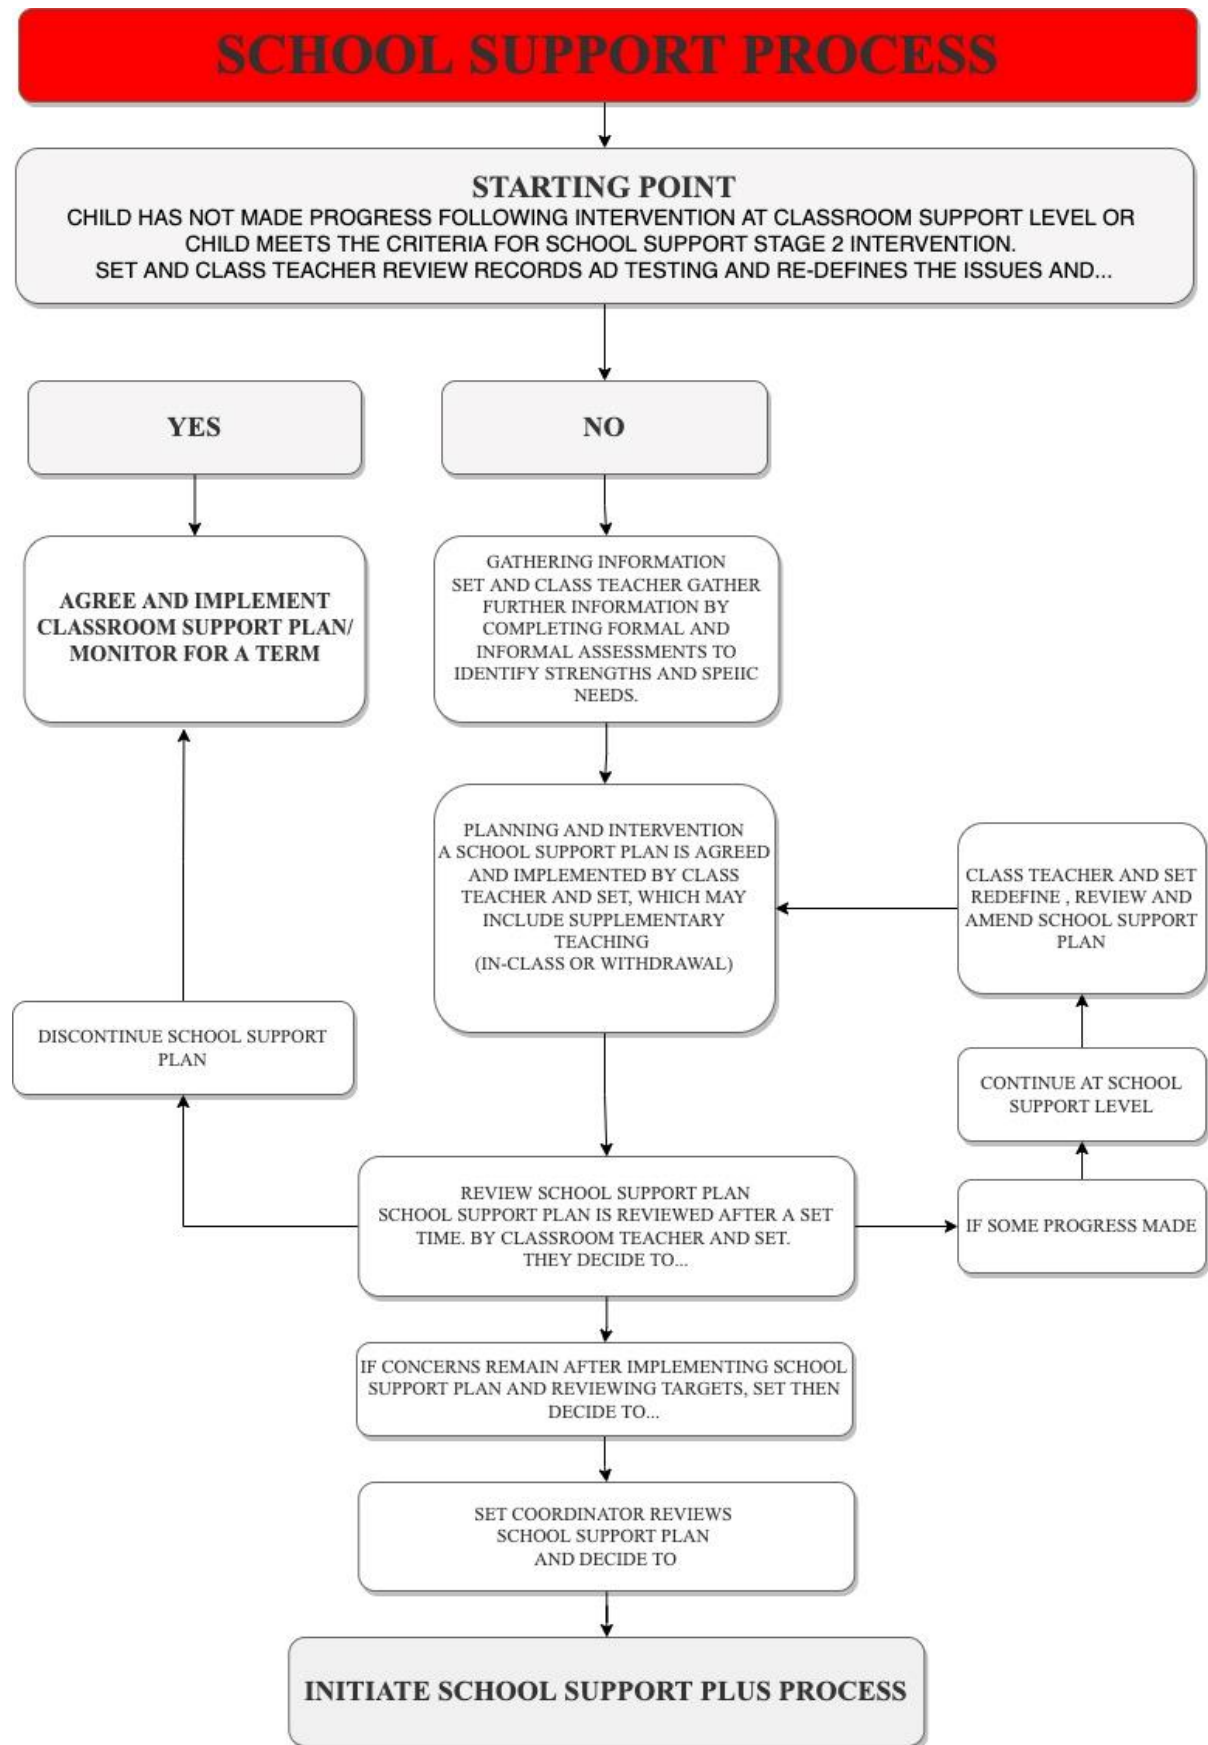 SCHOOL SUPPORT PROCESS
STARTING POINT
CHILD HAS NOT MADE PROGRESS FOLLOWING INTERVENTION AT CLASSROOM SUPPORT LEVEL OR
CHILD MEETS THE CRITERIA FOR SCHOOL SUPPORT STAGE 2 INTERVENTION.
SET AND CLASS TEACHER REVIEW RECORDS AD TESTING AND RE-DEFINES THE ISSUES AND...
YES
NO
AGREE AND IMPLEMENT
CLASSROOM SUPPORT PLAN/
MONITOR FOR A TERM
GATHERING INFORMATION
SET AND CLASS TEACHER GATHER
FURTHER INFORMATION BY
COMPLETING FORMAL AND
INFORMAL ASSESSMENTS TO
IDENTIFY STRENGTHS AND SPEIIC
NEEDS.
PLANNING AND INTERVENTION
A SCHOOL SUPPORT PLAN IS AGREED
AND IMPLEMENTED BY CLASS
TEACHER AND SET, WHICH MAY
INCLUDE SUPPLEMENTARY
TEACHING
(IN-CLASS OR WITHDRAWAL)
CLASS TEACHER AND SET
REDEFINE , REVIEW AND
AMEND SCHOOL SUPPORT
PLAN
DISCONTINUE SCHOOL SUPPORT
PLAN
CONTINUE AT SCHOOL
SUPPORT LEVEL
REVIEW SCHOOL SUPPORT PLAN
SCHOOL SUPPORT PLAN IS REVIEWED AFTER A SET
TIME. BY CLASSROOM TEACHER AND SET.
THEY DECIDE TO...
IF SOME PROGRESS MADE
IF CONCERNS REMAIN AFTER IMPLEMENTING SCHOOL
SUPPORT PLAN AND REVIEWING TARGETS, SET THEN
DECIDE TO...
SET COORDINATOR REVIEWS
SCHOOL SUPPORT PLAN
AND DECIDE TO
INITIATE SCHOOL SUPPORT PLUS PROCESS